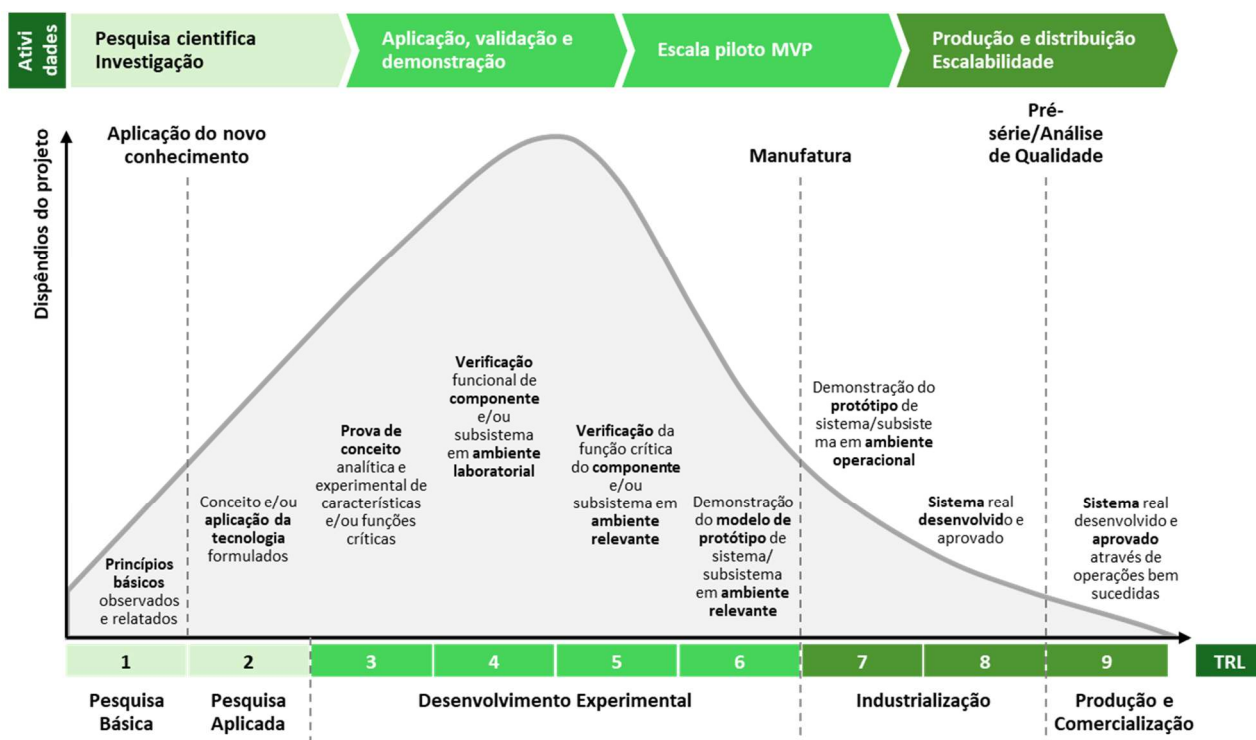 Ativi
dades
Pesquisa cientifica
Investigação
Aplicação, validação e
demonstração
Escala piloto MVP
Produção e distribuição
Escalabilidade
Dispêndios do projeto
Aplicação do novo
conhecimento
Manufatura
Pré-
série/Análise
de Qualidade
Princípios
básicos
observados
e relatados
Conceito e/ou
aplicação da
tecnologia
formulados
Prova de
conceito
analítica e
experimental de
características
e/ou funções
críticas
Verificação
funcional de
componente
e/ou
subsistema
em ambiente
laboratorial
Verificação da
função crítica
do componente
e/ou
subsistema em
ambiente
relevante
Demonstração
do modelo de
protótipo de
sistema/
subsistema
em ambiente
relevante
Demonstração do
protótipo de
sistema/subsiste
ma em ambiente
operacional
Sistema real
desenvolvido e
aprovado
Sistema real
desenvolvido e
aprovado
através de
operações bem
sucedidas
1
2
3
4
5
6
7
8
9
TRL
Pesquisa
Básica
Pesquisa
Aplicada
Desenvolvimento Experimental
Industrialização
Produção e
Comercialização